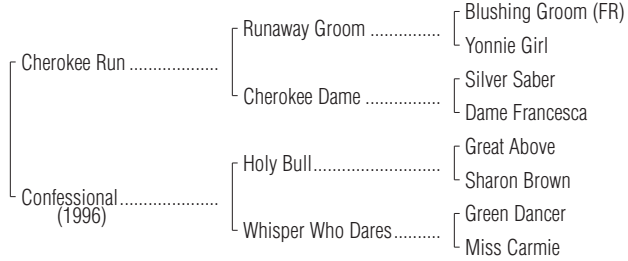 Blushing Groom (FR)
Runaway Groom ...............
Yonnie Girl
Cherokee Run ....................
Silver Saber
Cherokee Dame ................
Dame Francesca
Great Above
Holy Bull...........................
Sharon Brown
Confessional.....................
(1996)
Green Dancer
Whisper Who Dares..........
Miss Carmie